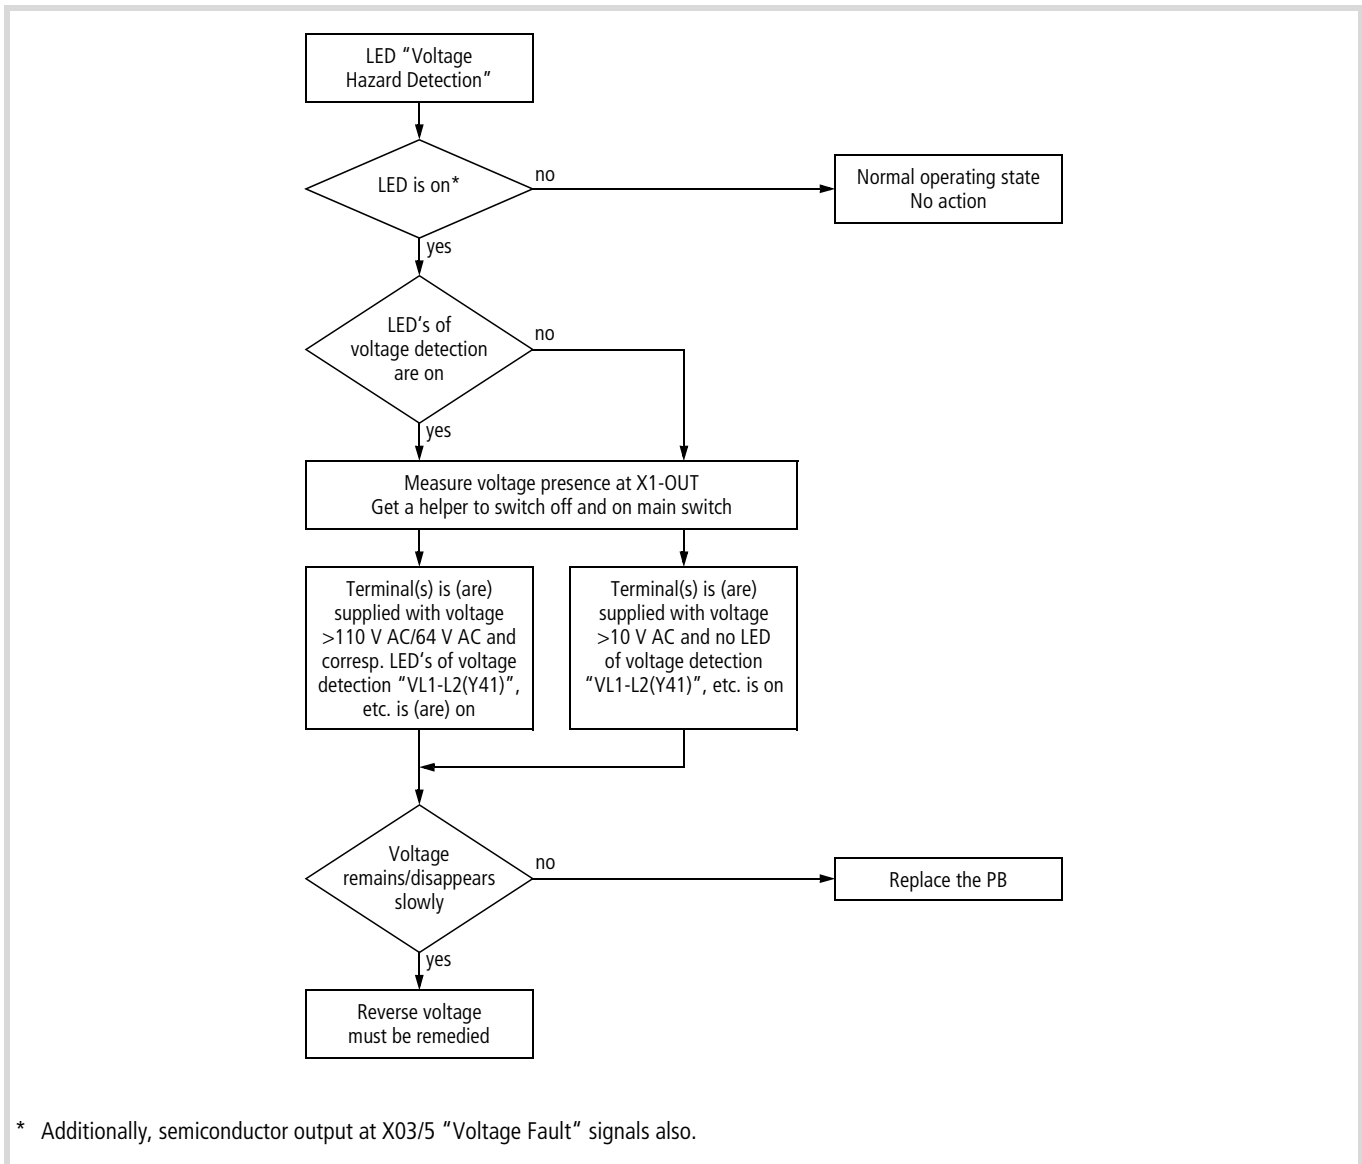 LED “Voltage
Hazard Detection”
LED is on*
no
Normal operating state
No action
yes
LED‘s of
voltage detection
are on
no
yes
Measure voltage presence at X1-OUT
Get a helper to switch off and on main switch
Terminal(s) is (are)
supplied with voltage
>110 V AC/64 V AC and
corresp. LED‘s of voltage
detection “VL1-L2(Y41)”,
etc. is (are) on
Terminal(s) is (are)
supplied with voltage
>10 V AC and no LED
of voltage detection
“VL1-L2(Y41)”, etc. is on
Voltage
remains/disappears
slowly
no
Replace the PB
yes
Reverse voltage
must be remedied
* Additionally, semiconductor output at X03/5 “Voltage Fault“ signals also.